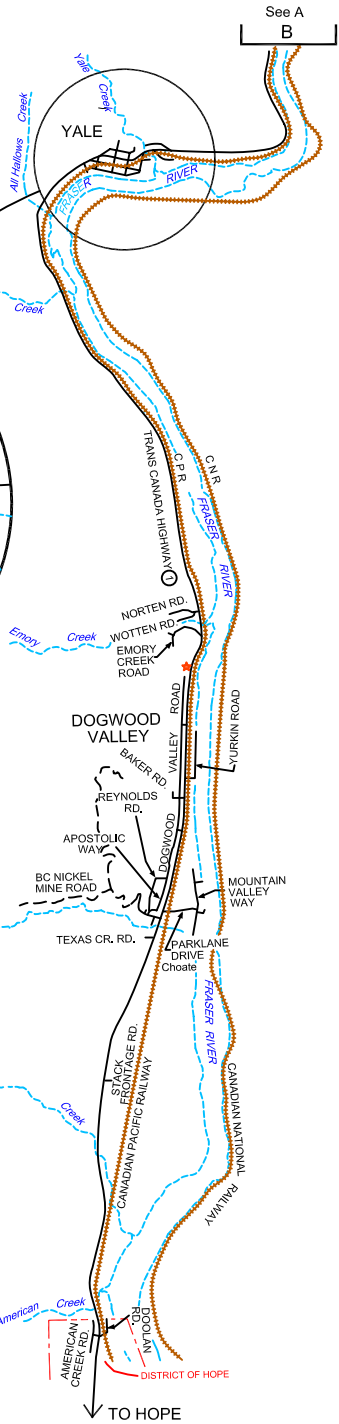 See A
B
Yale
Creek
All Hallows Creek
YALE
FRASER
RIVER
Creek
TRANS CANADA HIGHWAY
1
C P R
C N R
FRASER
RIVER
NORTEN RD.
WOTTEN RD.
Emory Creek
EMORY
CREEK
ROAD
DOGWOOD
VALLEY
DOGWOOD VALLEY ROAD
YURKIN ROAD
BAKER RD.
REYNOLDS
RD.
APOSTOLIC
WAY
BC NICKEL
MINE ROAD
MOUNTAIN
VALLEY
WAY
TEXAS CR. RD.
PARKLANE
DRIVE
Choate
FRASER RIVER
STACK
FRONTAGE RD.
CANADIAN PACIFIC RAILWAY
CANADIAN NATIONAL
RAILWAY
Creek
American Creek
AMERICAN
CREEK RD.
DOOLAN
RD.
DISTRICT OF HOPE
TO HOPE